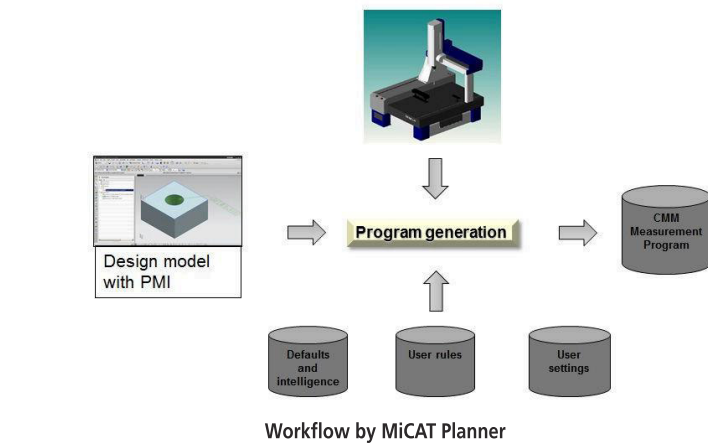 Design model
with PMI
Program generation
CMM
Measurement
Program
Defaults
and
intelligence
User rules
User
settings
Workflow by MiCAT Planner